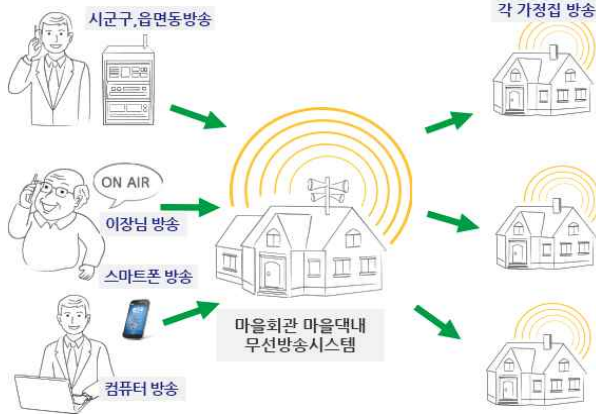 시군구,읍면동방송
각 가정집 방송
ON AIR
이장님 방송
스마트폰 방송
마을회관 마을댁내
무선방송시스템
컴퓨터 방송